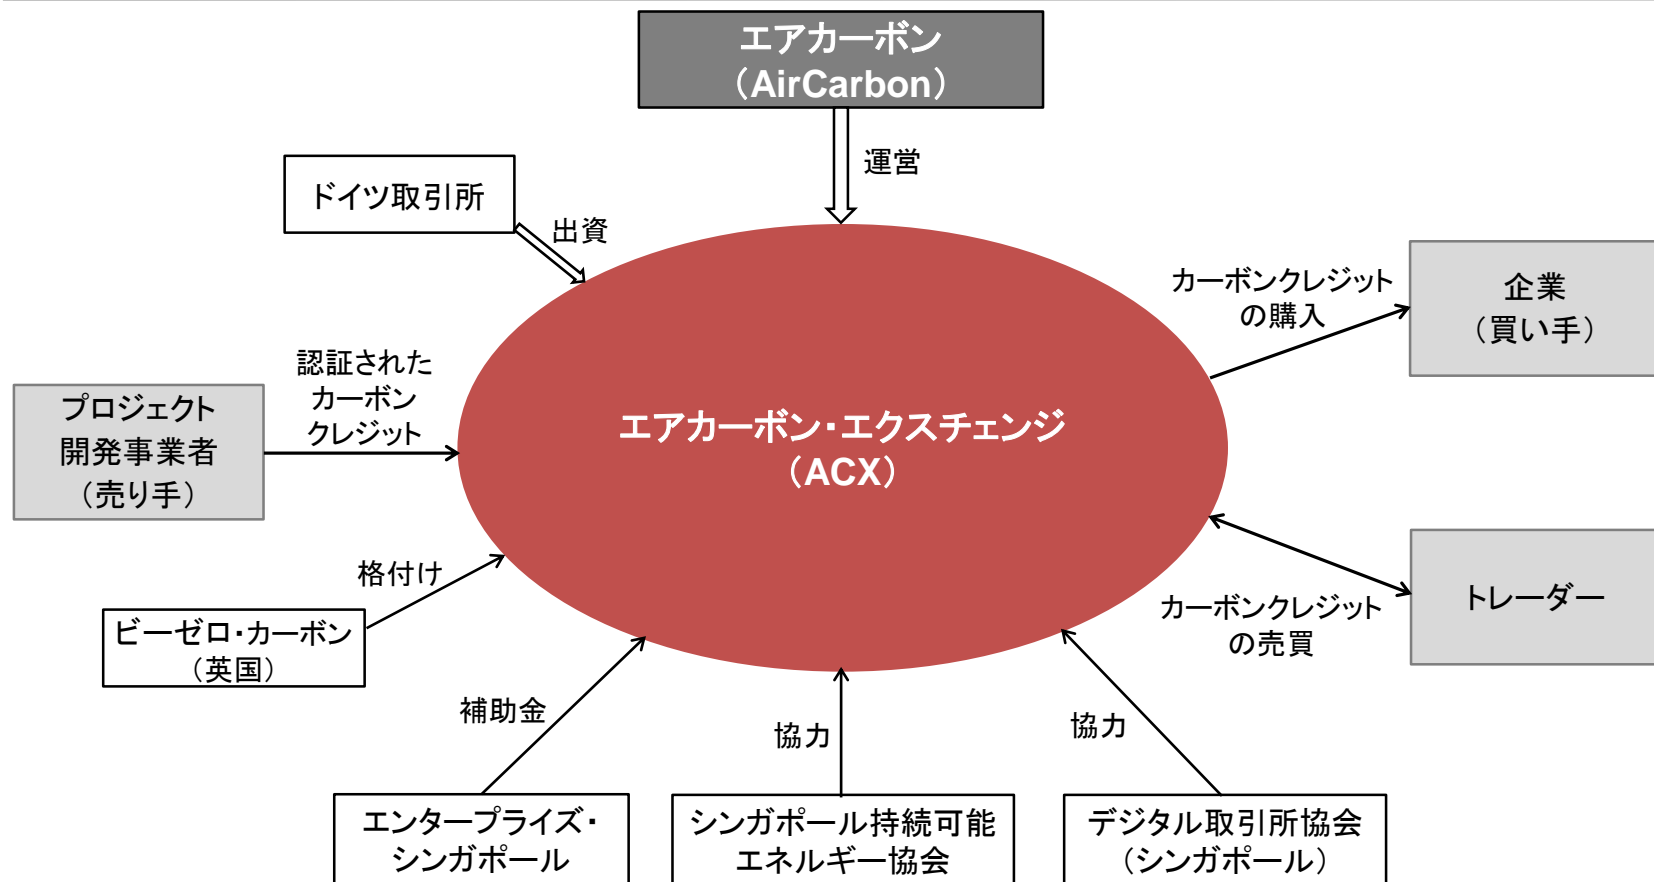 エアカーボン
（AirCarbon）
運営
ドイツ取引所
出資
カーボンクレジット
の購入
企業
（買い手）
認証された
カーボン
クレジット
プロジェクト
開発事業者
（売り手）
エアカーボン・エクスチェンジ
（ACX）
格付け
ビーゼロ・カーボン
（英国）
カーボンクレジット
の売買
トレーダー
補助金
協力
協力
エンタープライズ・
シンガポール
シンガポール持続可能
エネルギー協会
デジタル取引所協会
（シンガポール）